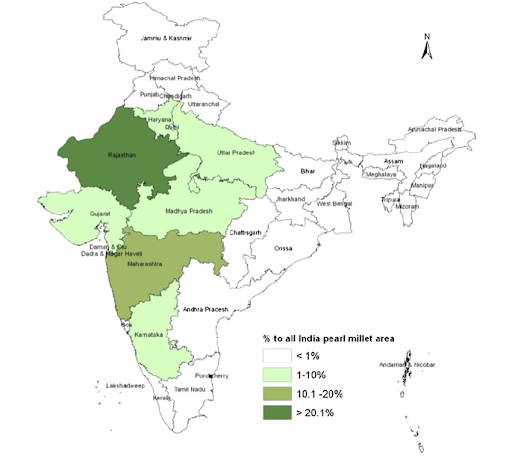 N
Jammu & Kashmir
Himachal Pradesh
Punjab
Chandigarh
Uttaranchal
Haryana
Delhi
Arunachal Pradesh
Rajasthan
Uttar Pradesh
Sikkim
Assam
Nagaland
Bhar
Meghalaya
Manipur
Jharkhand
West Bengal
Tripura
Mizoram
Gujarat
Madhya Pradesh
Chattisgarh
Daman & Diu
Dadra & Nagar Haveli
Orissa
Maharashtra
Andhra Pradesh
Goa
Karnataka
% to all India pearl millet area
< 1%
1-10%
10.1 -20%
> 20.1%
Pondicherry
Andaman & Nicobar
Lakshadweep
Tamil Nadu
Kerala